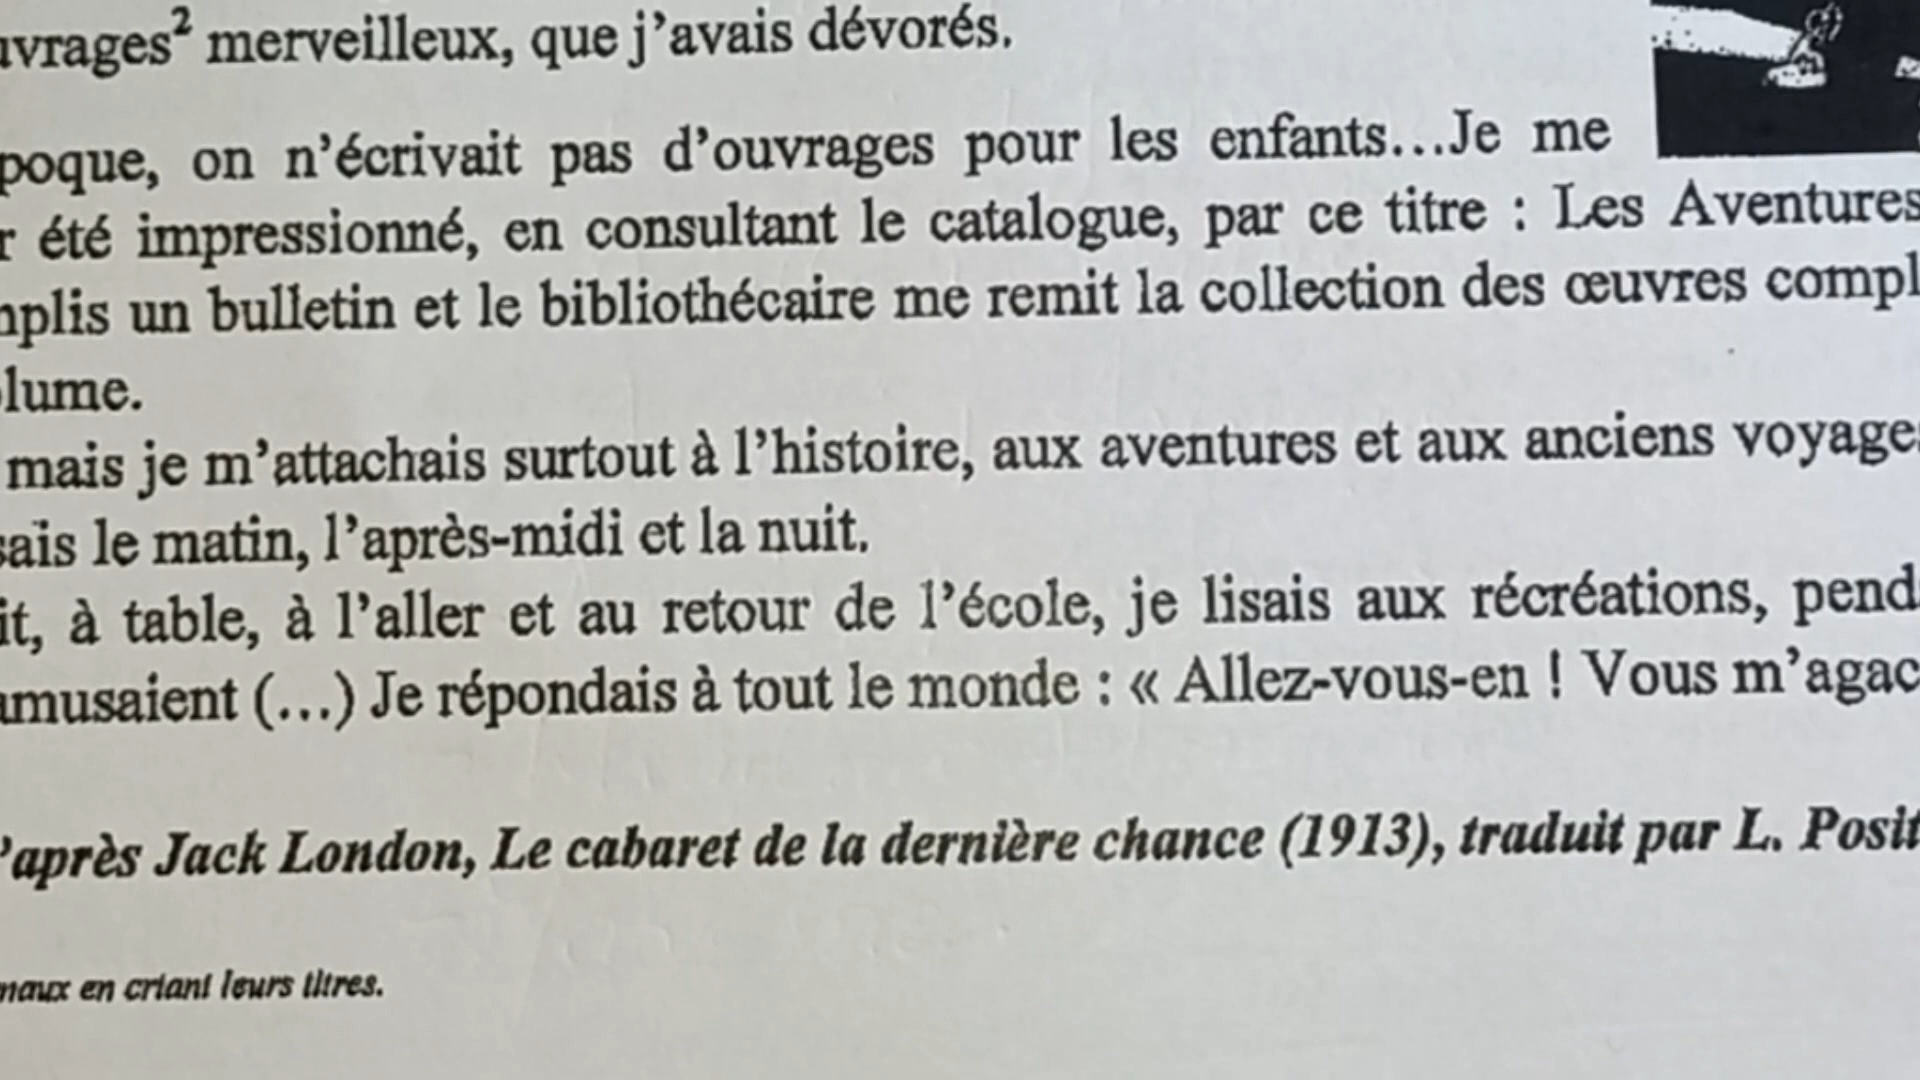 uvrages² merveilleux, que j’avais dévorés.
poque, on n’écrivait pas d’ouvrages pour les enfants…Je me
r été impressionné, en consultant le catalogue, par ce titre : Les Aventures
mplis un bulletin et le bibliothécaire me remit la collection des œuvres compl
lume.
mais je m’attachais surtout à l’histoire, aux aventures et aux anciens voyage
sais le matin, l’après-midi et la nuit.
it, à table, à l’aller et au retour de l’école, je lisais aux récréations, pend
amusaient (…) Je répondais à tout le monde : « Allez-vous-en ! Vous m’agac
’après Jack London, Le cabaret de la dernière chance (1913), traduit par L. Posit
naux en criant leurs titres.